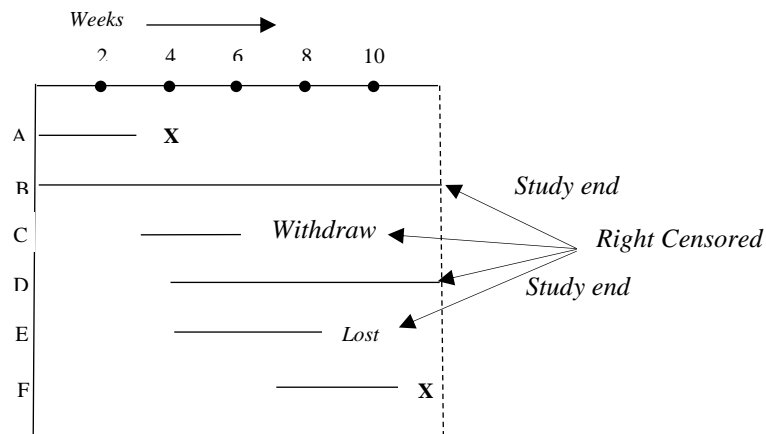 Weeks
2 4 6 8 10
A X
B Study end
C Withdraw Right Censored
D Study end
E Lost
F X